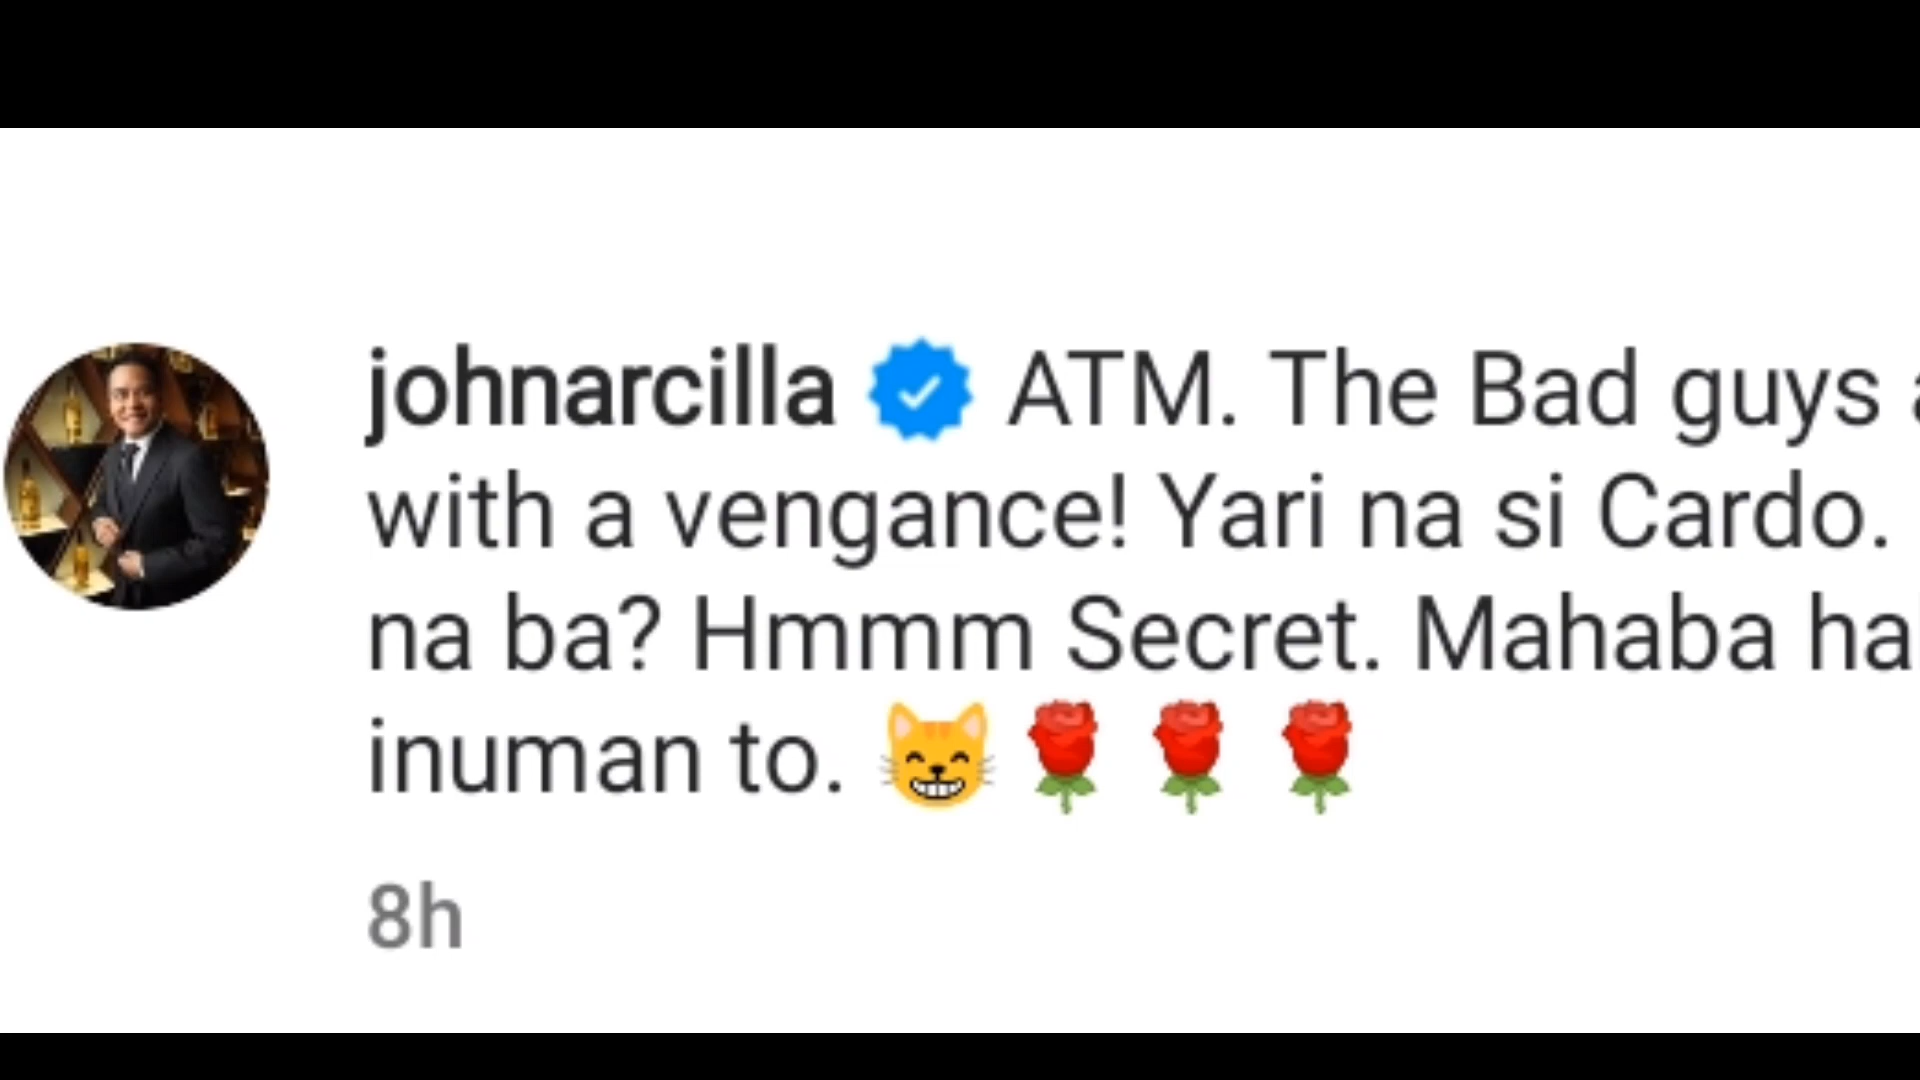 johnarcilla ATM. The Bad guys
with a vengance! Yari na si Cardo.
na ba? Hmmm Secret. Mahaba
inuman to. 😸 🌹 🌹 🌹
8h